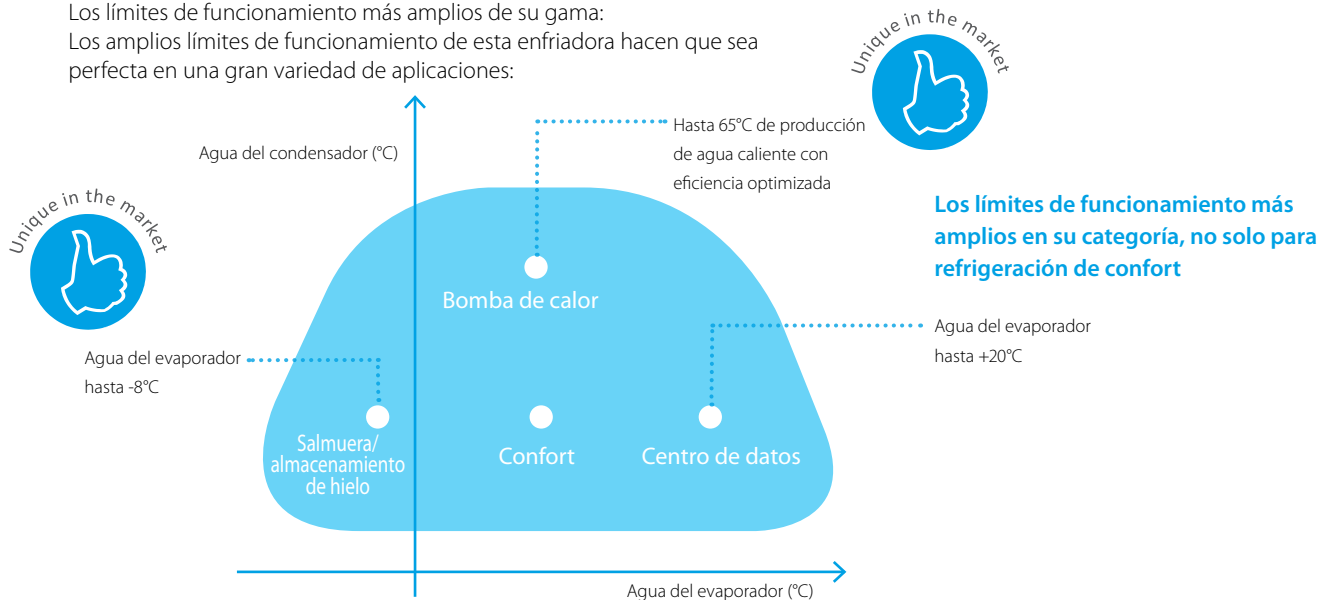 Los límites de funcionamiento más amplios de su gama:
Los amplios límites de funcionamiento de esta enfriadora hacen que sea
perfecta en una gran variedad de aplicaciones:
Unique in the market
Hasta 65°C de producción
de agua caliente con
eficiencia optimizada
Agua del condensador (°C)
Unique in the market
Los límites de funcionamiento más
amplios en su categoría, no solo para
refrigeración de confort
Bomba de calor
Agua del evaporador
hasta +20°C
Agua del evaporador
hasta -8°C
Salmuera/
almacenamiento
de hielo
Confort
Centro de datos
Agua del evaporador (°C)